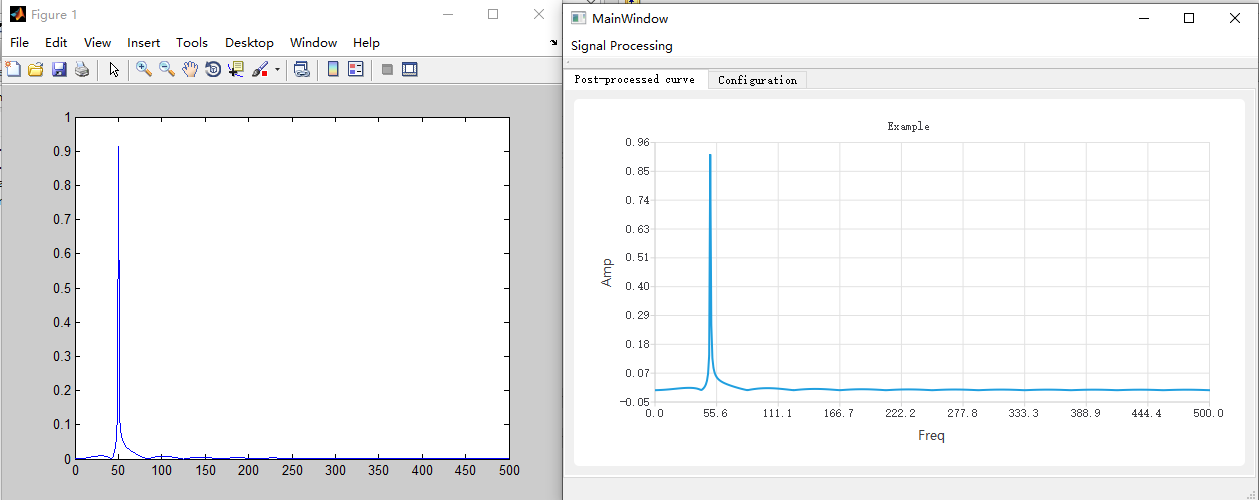 Figure 1
File Edit View Insert Tools Desktop Window Help
1
0.9
0.8
0.7
0.6
0.5
0.4
0.3
0.2
0.1
0
0 50 100 150 200 250 300 350 400 450 500
MainWindow
Signal Processing
Post-processed curve Configuration
Example
0.96
0.85
0.74
0.63
0.51
0.40
0.29
0.18
0.07
-0.05
Amp
0.0 55.6 111.1 166.7 222.2 277.8 333.3 388.9 444.4 500.0
Freq